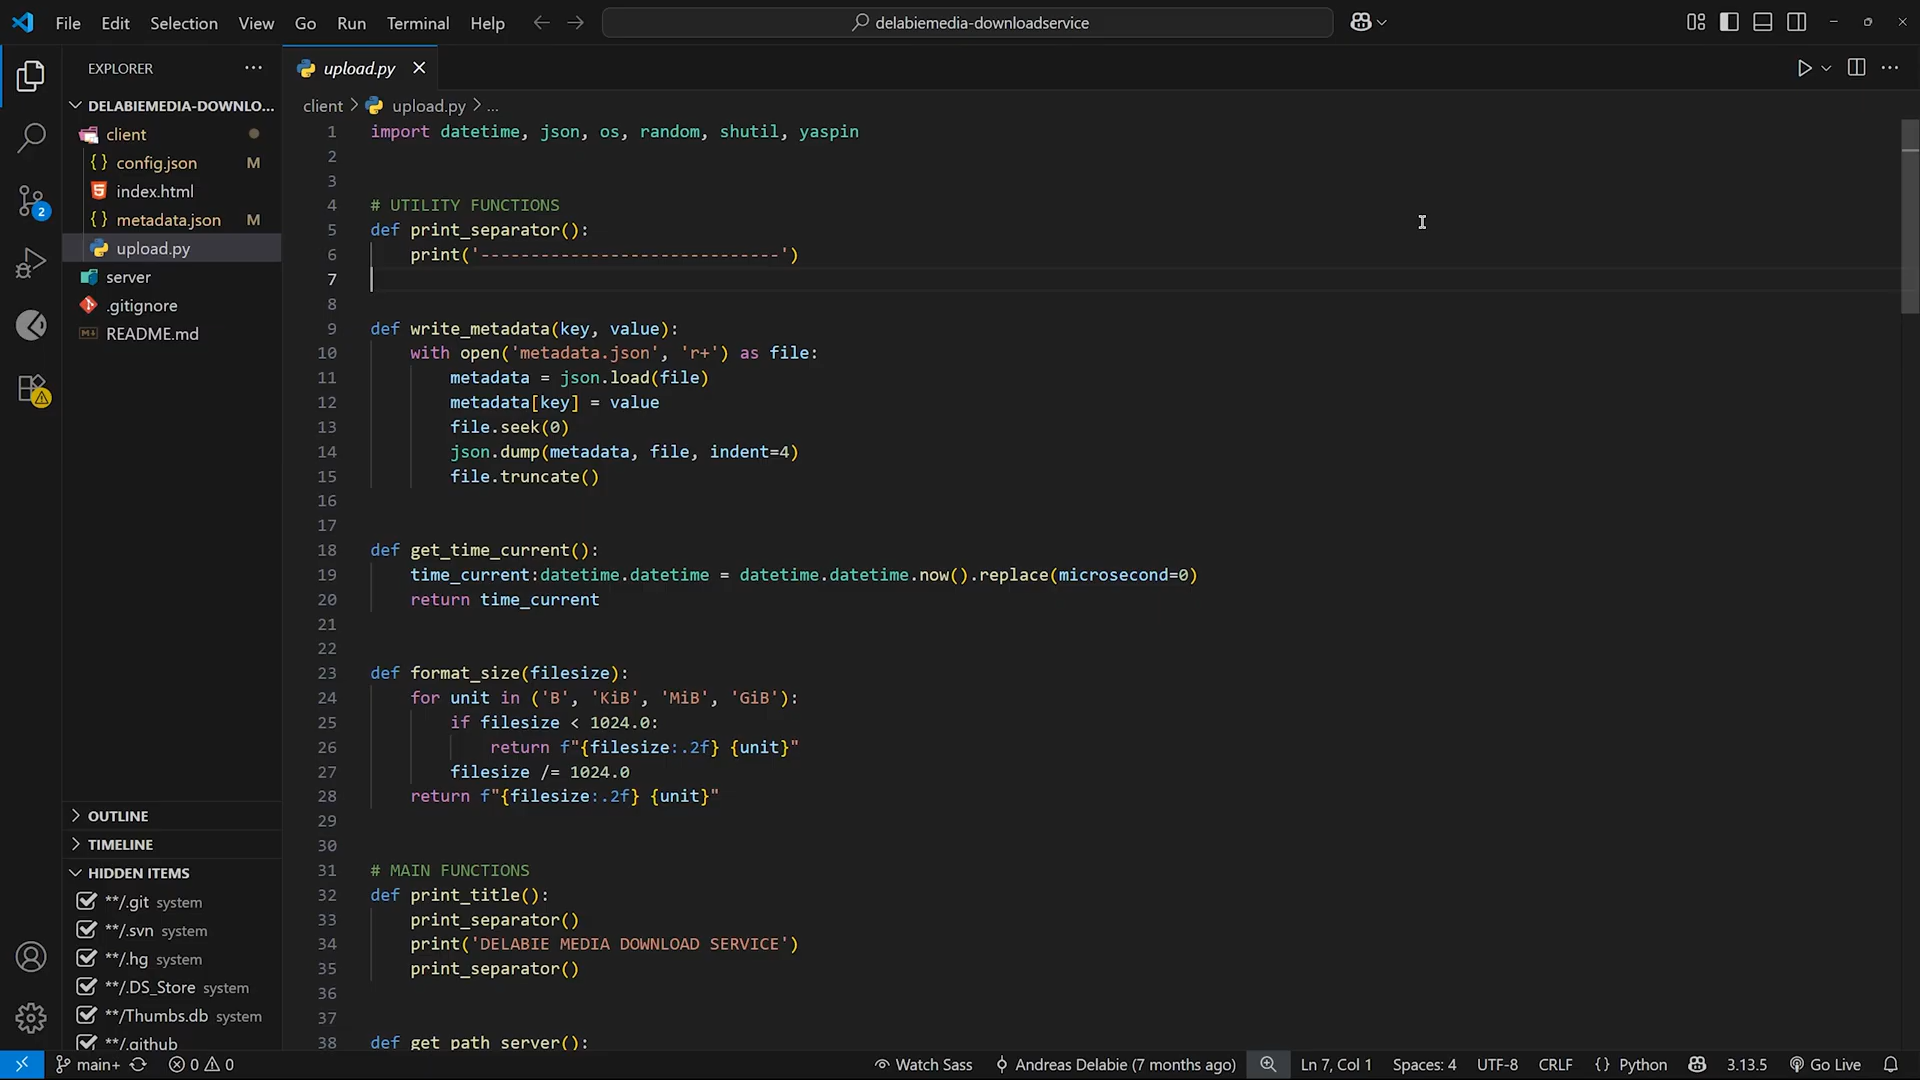 File Edit Selection View Go Run Terminal Help
delabiemedia-downloadservice
EXPLORER
DELABIEMEDIA-DOWNLO...
client
config.json M
index.html
metadata.json M
upload.py
server
.gitignore
README.md
OUTLINE
TIMELINE
HIDDEN ITEMS
**/.git system
**/.svn system
**/.hg system
**/.DS_Store system
**/Thumbs.db system
**/.github
2
upload.py
client > upload.py > ...
1 import datetime, json, os, random, shutil, yaspin
2
3
4 # UTILITY FUNCTIONS
5 def print_separator():
6     print('------------------------------')
7
8
9 def write_metadata(key, value):
10     with open('metadata.json', 'r+') as file:
11         metadata = json.load(file)
12         metadata[key] = value
13         file.seek(0)
14         json.dump(metadata, file, indent=4)
15         file.truncate()
16
17
18 def get_time_current():
19     time_current:datetime.datetime = datetime.datetime.now().replace(microsecond=0)
20     return time_current
21
22
23 def format_size(filesize):
24     for unit in ('B', 'KiB', 'MiB', 'GiB'):
25         if filesize < 1024.0:
26             return f"{filesize:.2f} {unit}"
27         filesize /= 1024.0
28     return f"{filesize:.2f} {unit}"
29
30
31 # MAIN FUNCTIONS
32 def print_title():
33     print_separator()
34     print('DELABIE MEDIA DOWNLOAD SERVICE')
35     print_separator()
36
37
38 def get_path_server():
main+ 0 0 Watch Sass Andreas Delabie (7 months ago) Ln 7, Col 1 Spaces: 4 UTF-8 CRLF {} Python 3.13.5 Go Live